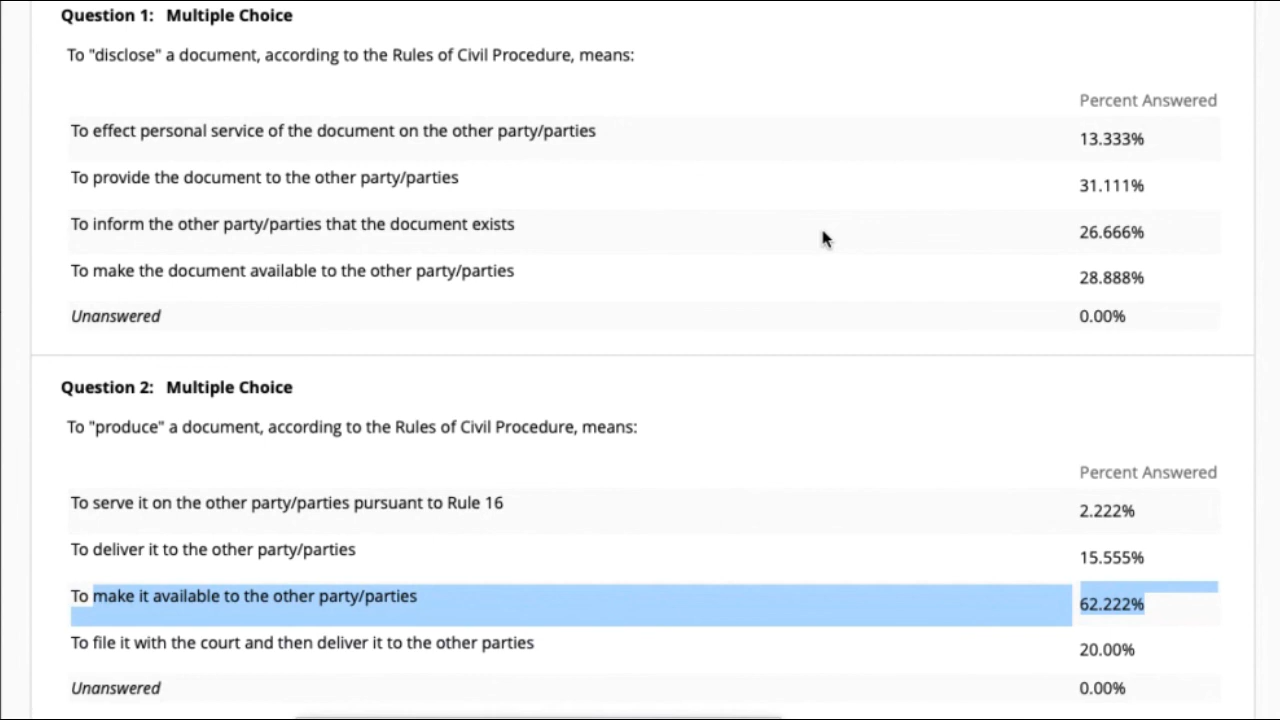 Question 1: Multiple Choice
To "disclose" a document, according to the Rules of Civil Procedure, means:
Percent Answered
To effect personal service of the document on the other party/parties 13.333%
To provide the document to the other party/parties 31.111%
To inform the other party/parties that the document exists 26.666%
To make the document available to the other party/parties 28.888%
Unanswered 0.00%
Question 2: Multiple Choice
To "produce" a document, according to the Rules of Civil Procedure, means:
Percent Answered
To serve it on the other party/parties pursuant to Rule 16 2.222%
To deliver it to the other party/parties 15.555%
To make it available to the other party/parties 62.222%
To file it with the court and then deliver it to the other parties 20.00%
Unanswered 0.00%